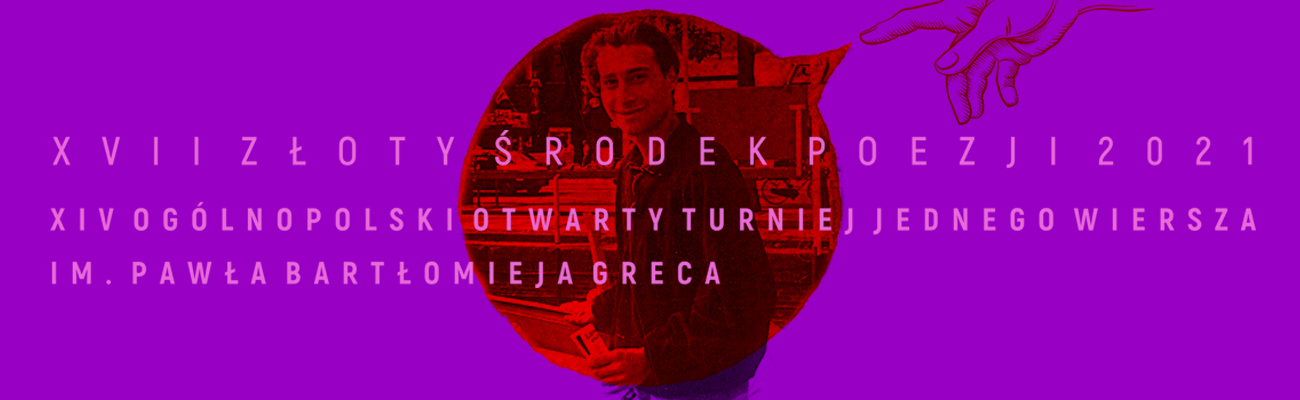 XVII ZŁOTY ŚRODEK POEZJI 2021
XIV OGÓLNOPOLSKI OTWARTY TURNIEJ JEDNEGO WIERSZA
IM. PAWŁA BARTŁOMIEJA GRECA